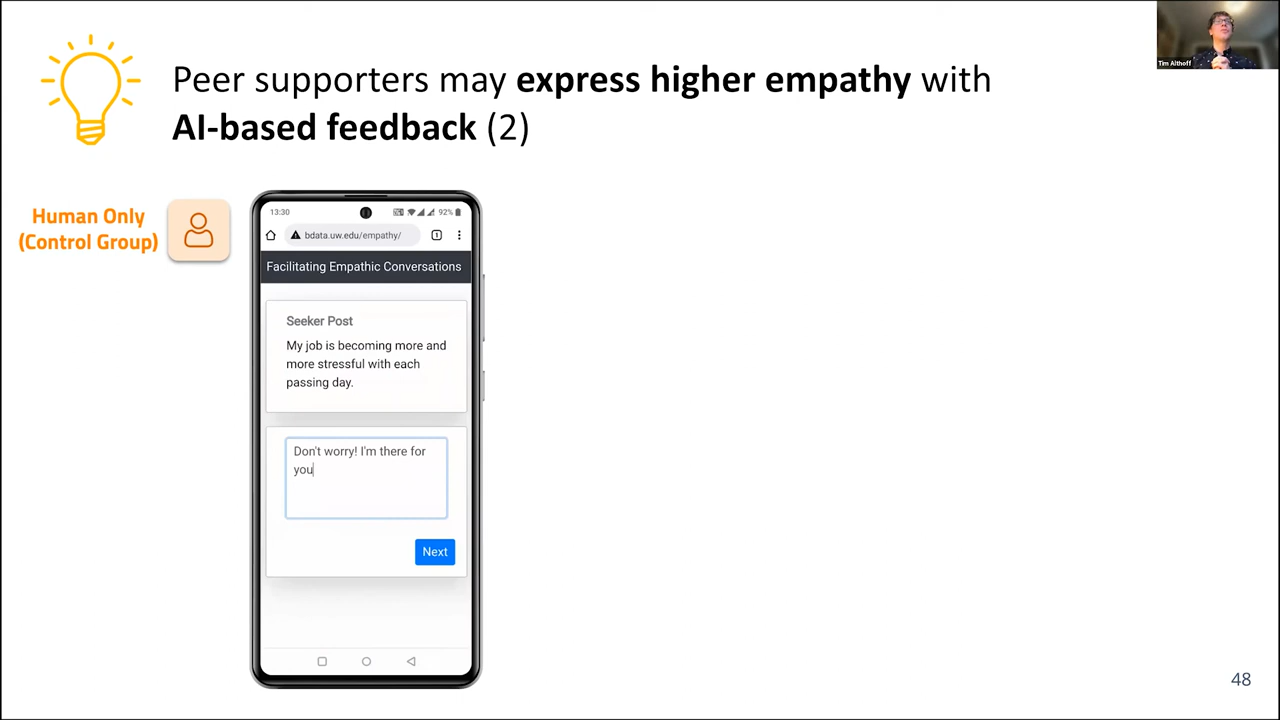 Peer supporters may express higher empathy with
AI-based feedback (2)
Tim Althoff
Human Only
(Control Group)
13:30
92%
bdata.uw.edu/empathy/
1
Facilitating Empathic Conversations
Seeker Post
My job is becoming more and
more stressful with each
passing day.
Don't worry! I'm there for
you
Next
48